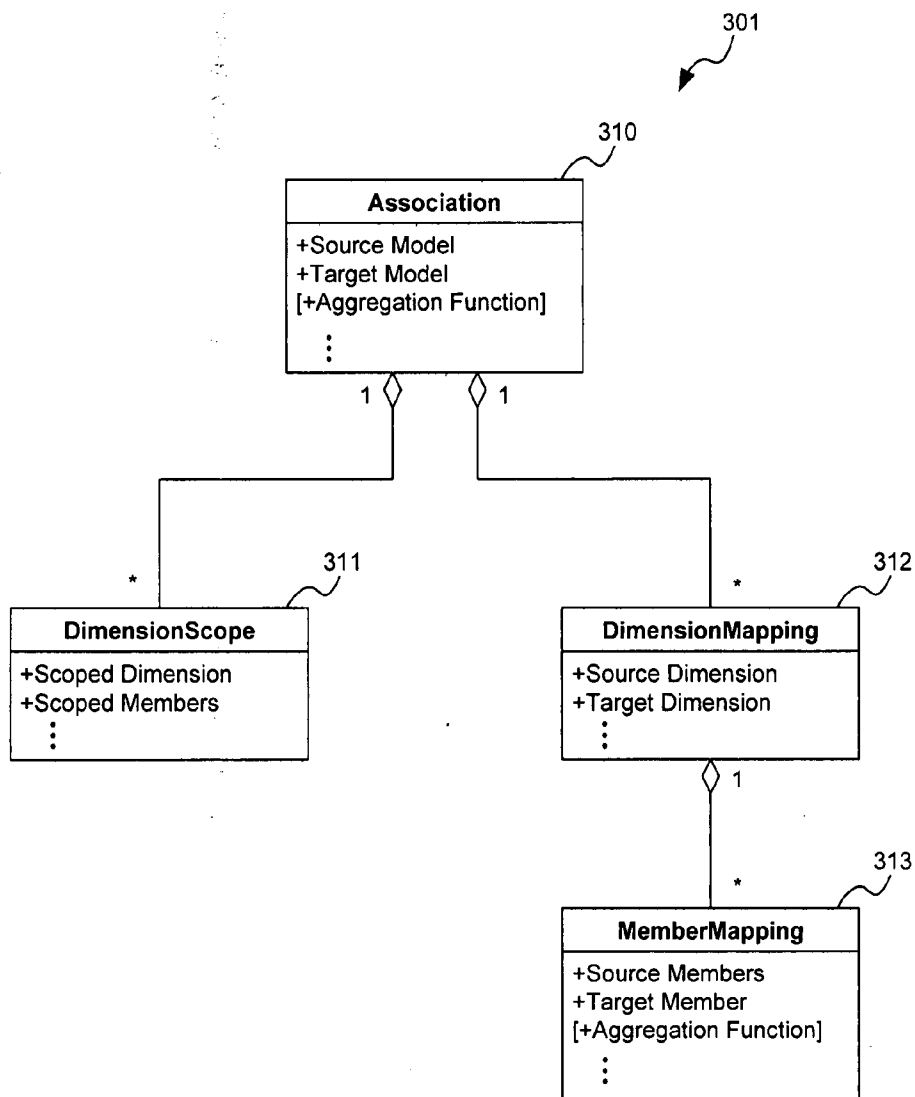 301
310
Association
+Source Model
+Target Model
[+Aggregation Function]
1
1
*
311
*
312
DimensionScope
+Scoped Dimension
+Scoped Members
DimensionMapping
+Source Dimension
+Target Dimension
1
*
313
MemberMapping
+Source Members
+Target Member
[+Aggregation Function]